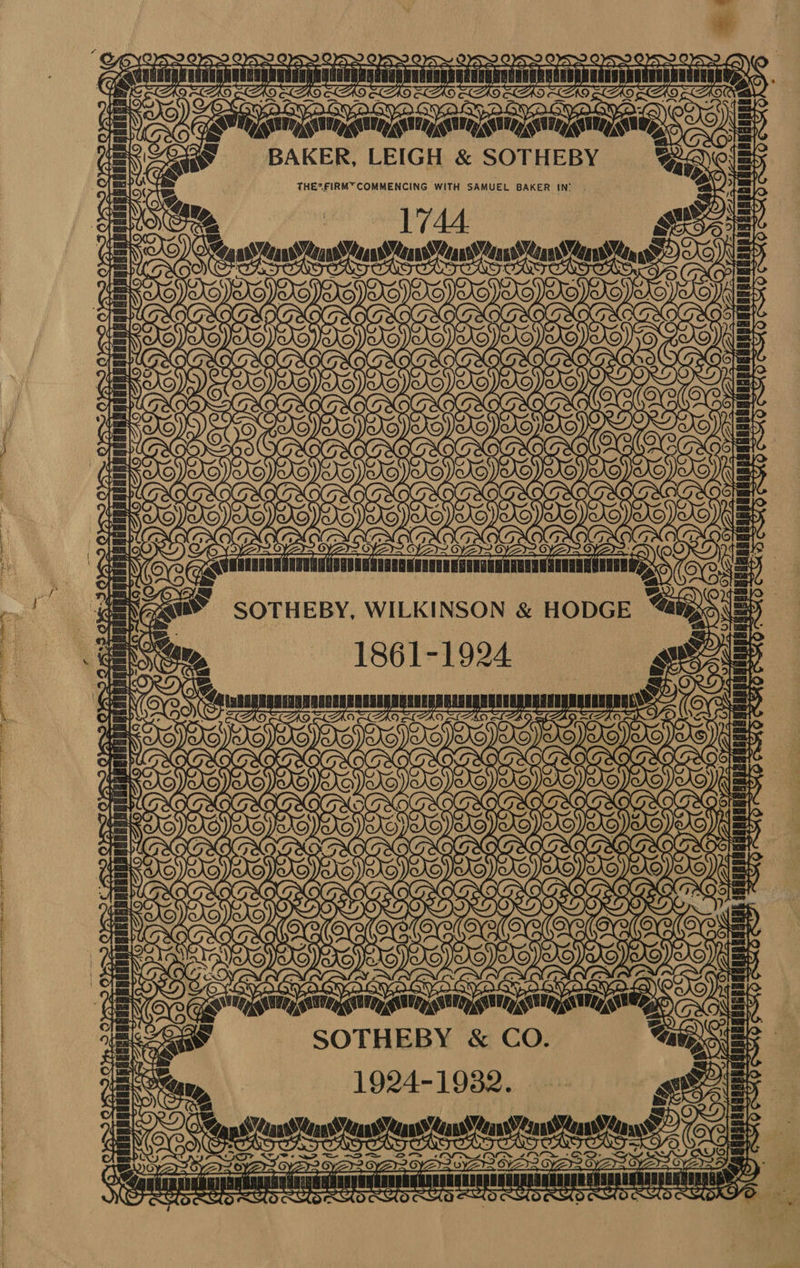 BAKER, LEIGH & SOTHEBY
THE FIRM COMMENCING WITH SAMUEL BAKER IN
1744
SOTHEBY, WILKINSON & HODGE
1861-1924
SOTHEBY & CO.
1924-1932.